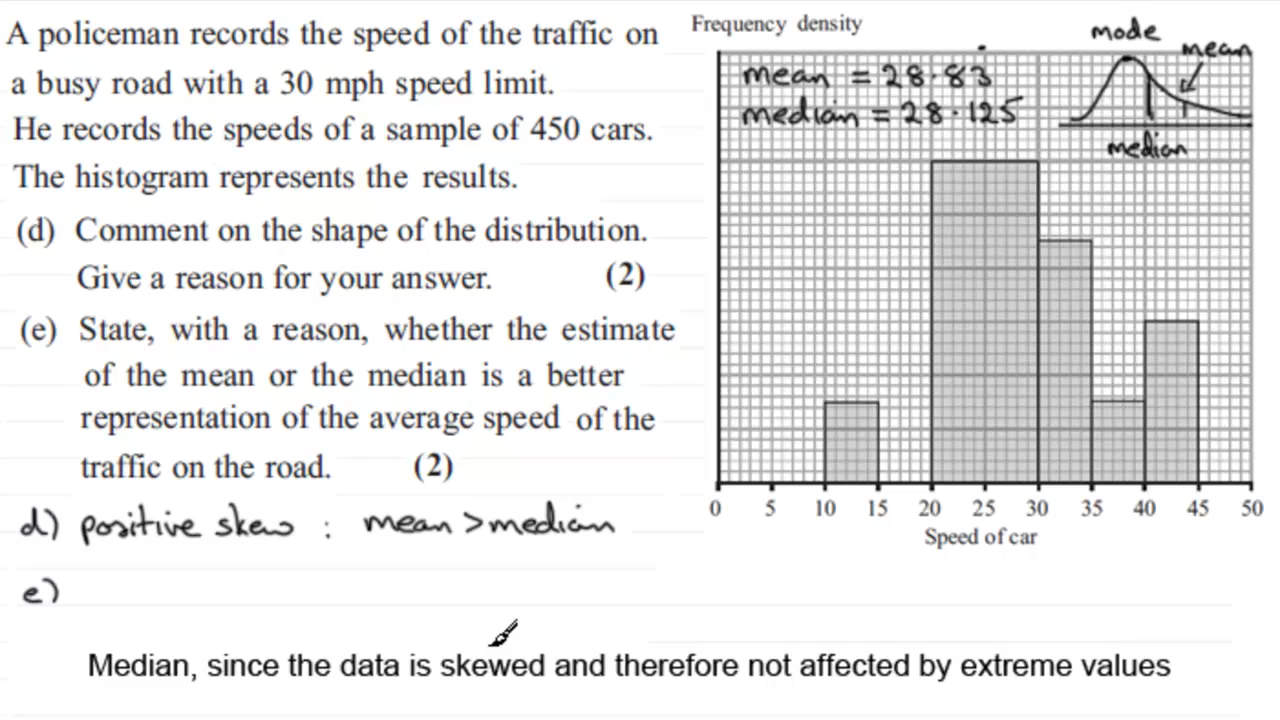 A policeman records the speed of the traffic on
a busy road with a 30 mph speed limit.
He records the speeds of a sample of 450 cars.
The histogram represents the results.
(d) Comment on the shape of the distribution.
Give a reason for your answer. (2)
(e) State, with a reason, whether the estimate
of the mean or the median is a better
representation of the average speed of the
traffic on the road. (2)
d) positive skew : mean > median
e)
Median, since the data is skewed and therefore not affected by extreme values
Frequency density
mean = 28.83̇
median = 28.125
mode
mean
median
0 5 10 15 20 25 30 35 40 45 50
Speed of car